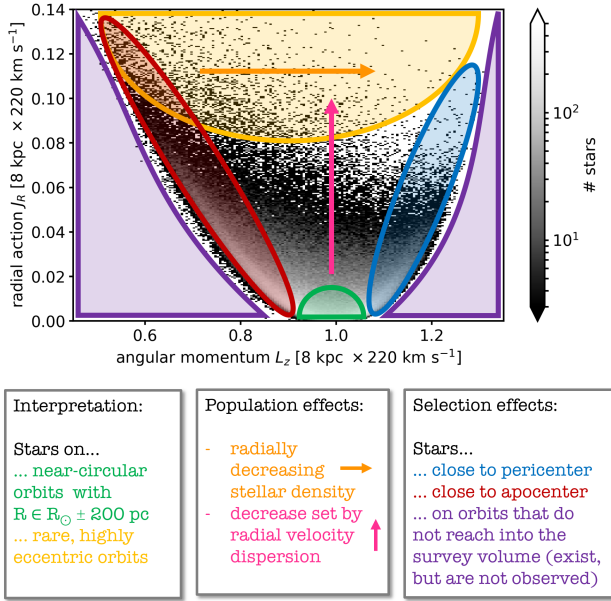 0.14
0.12
0.10
0.08
0.06
0.04
0.02
0.00
radial action J_R [8 kpc × 220 km s⁻¹]
0.6 0.8 1.0 1.2
angular momentum L_z [8 kpc × 220 km s⁻¹]
10²
10¹
# stars
Interpretation:
Stars on...
... near-circular
orbits with
R ∈ R_☉ ± 200 pc
... rare, highly
eccentric orbits
Population effects:
- radially
decreasing
stellar density
- decrease set by
radial velocity
dispersion
Selection effects:
Stars...
... close to pericenter
... close to apocenter
... on orbits that do
not reach into the
survey volume (exist,
but are not observed)